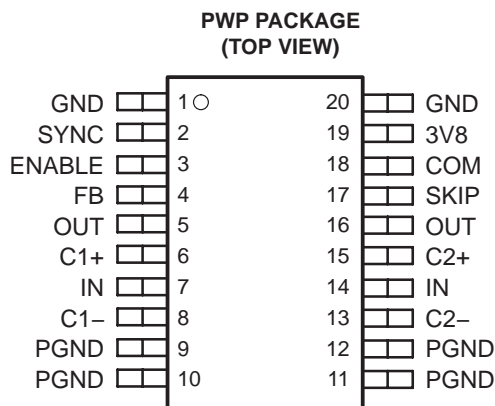 PWP PACKAGE
(TOP VIEW)
GND 1 20 GND
SYNC 2 19 3V8
ENABLE 3 18 COM
FB 4 17 SKIP
OUT 5 16 OUT
C1+ 6 15 C2+
IN 7 14 IN
C1− 8 13 C2−
PGND 9 12 PGND
PGND 10 11 PGND